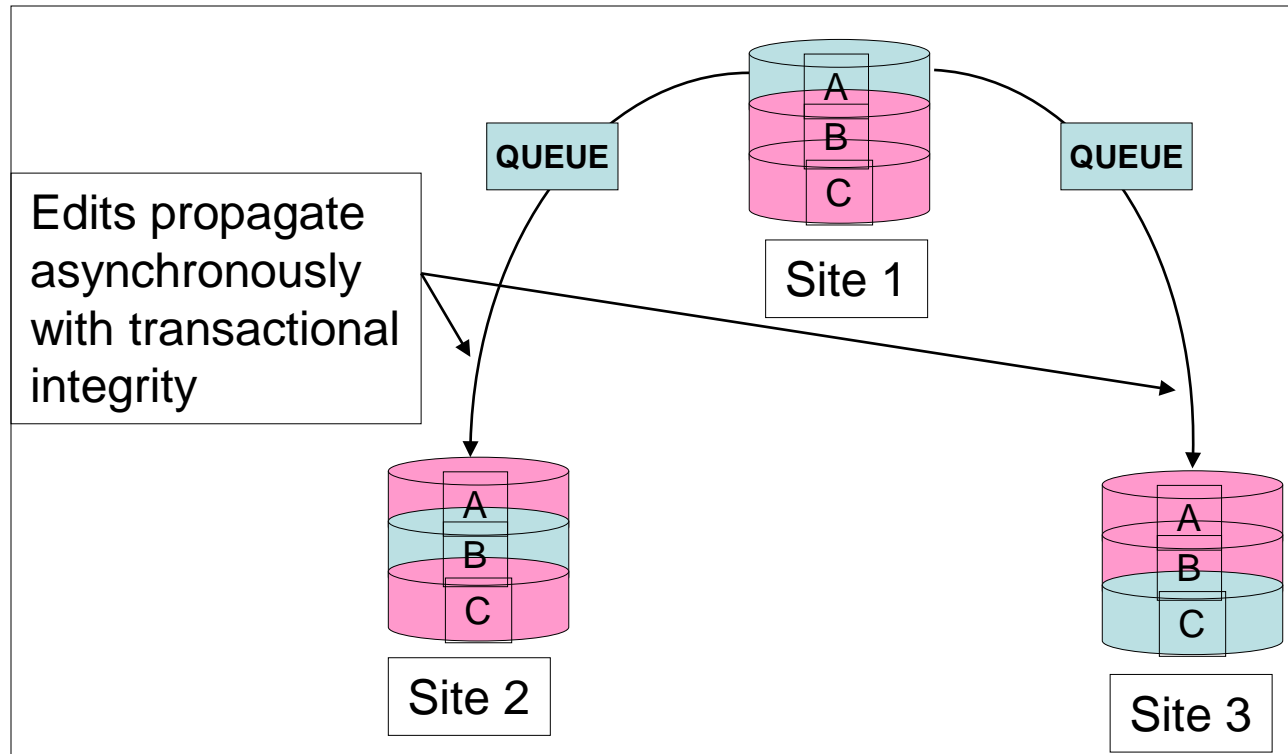 A
B
C
Site 1
QUEUE
QUEUE
Edits propagate
asynchronously
with transactional
integrity
A
B
C
Site 2
A
B
C
Site 3